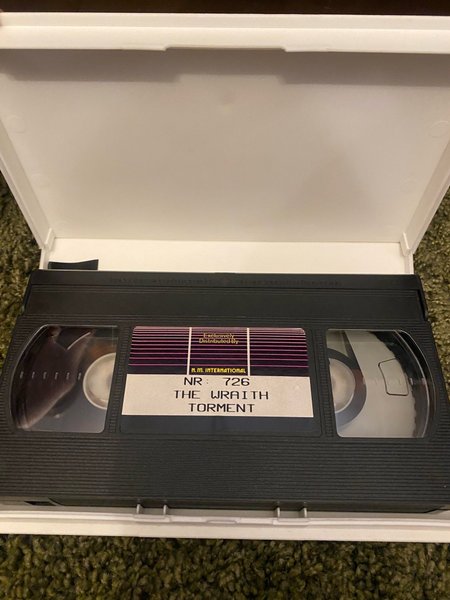 Exclusively
Distributed By
H.M. INTERNATIONAL
NR. 726
THE WRAITH
TORMENT